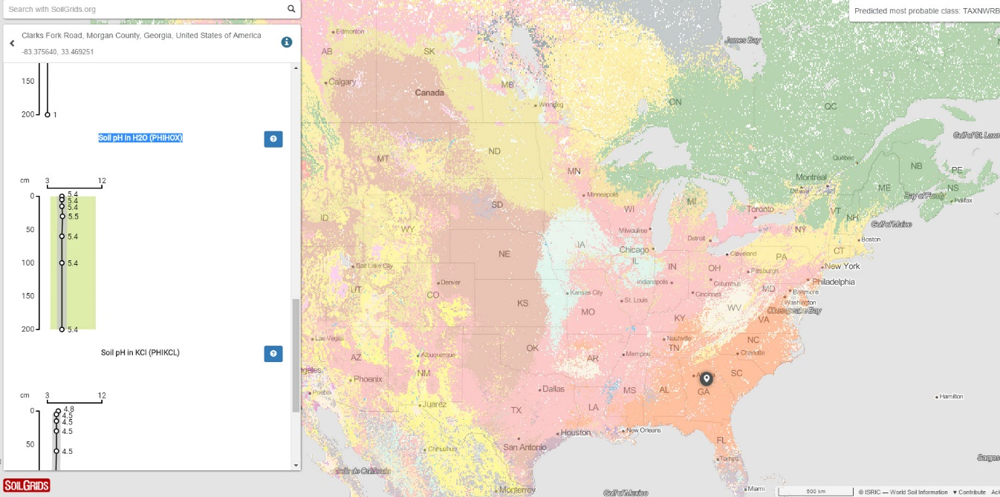 Search with SoilGrids.org
Clarks Fork Road, Morgan County, Georgia, United States of America
-83.375640, 33.469251
150
200
1
Soil pH in H2O (PHIHOX)
cm
3
12
0
50
100
150
200
5.4
5.4
5.4
5.5
5.4
5.4
5.4
Soil pH in KCl (PHIKCL)
cm
3
12
0
50
4.8
4.5
4.5
4.5
4.5
SOILGRIDS
Predicted most probable class: TAXNWRB
James Bay
Edmonton
AB
SK
Calgary
Canada
MB
Winnipeg
ON
QC
Gulf of St. Lawr
Québec
NB
PE
MT
ND
MN
Montréal
Ottawa
ME
NS
Bay of Fundy
Halifax
Minneapolis
SD
WI
MI
Toronto
VT
NH
Gulf of Maine
ID
WY
Milwaukee
Detroit
NY
Boston
IA
Chicago
Cleveland
PA
CT
NE
IL
IN
OH
New York
Salt Lake City
Pittsburgh
Indianapolis
Columbus
Philadelphia
UT
Denver
CO
KS
Kansas City
St. Louis
Cincinnati
MD
Baltimore
Washington
WV
Chesapeake Bay
MO
KY
VA
Las Vegas
OK
Nashville
TN
NC
AZ
Albuquerque
AR
Memphis
Charlotte
geles
NM
SC
Phoenix
Dallas
MS
AL
GA
Puebla
Juarez
TX
LA
Hamilton
Houston
New Orleans
San Antonio
FL
Chihuahua
Tampa
Sargas
Golfo de California
Monterrey
Gulf of Mexico
Miami
500 km
© ISRIC — World Soil Information
♥ Contribute